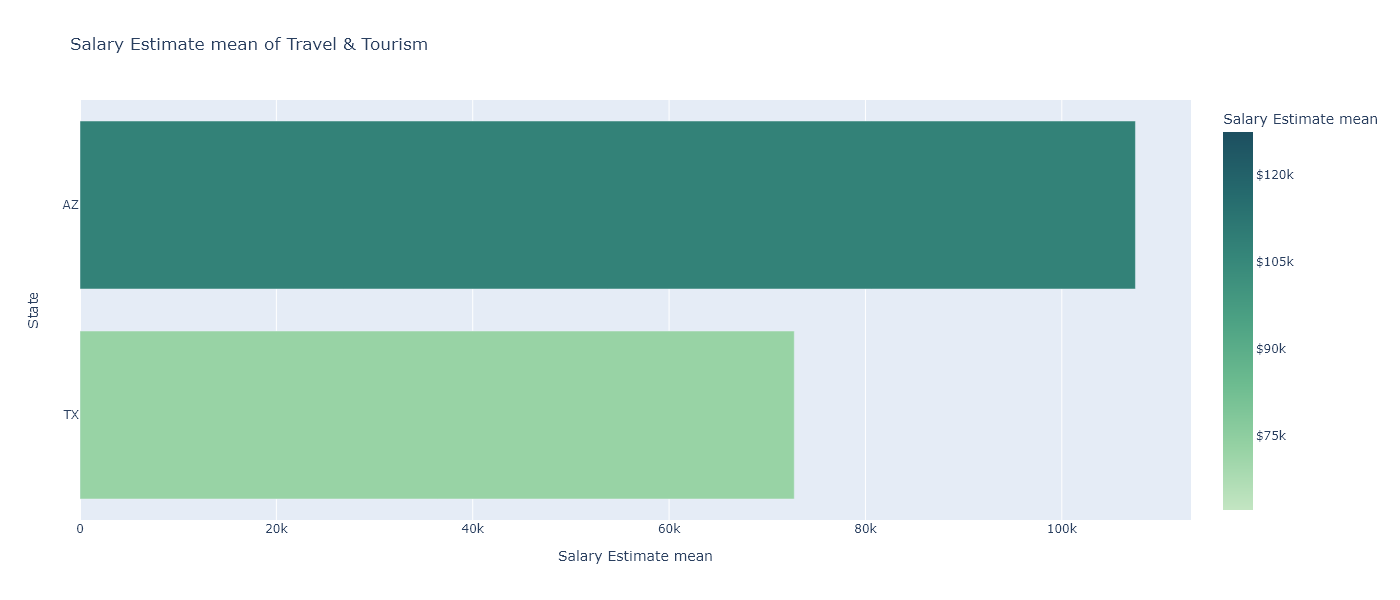 Salary Estimate mean of Travel & Tourism
Salary Estimate mean
$120k
$105k
$90k
$75k
State
AZ
TX
0 20k 40k 60k 80k 100k
Salary Estimate mean